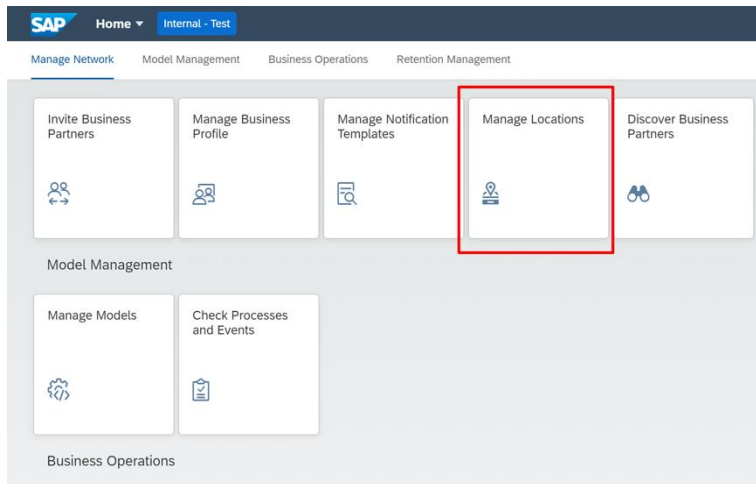 SAP Home Internal - Test
Manage Network Model Management Business Operations Retention Management
Invite Business
Partners
Manage Business
Profile
Manage Notification
Templates
Manage Locations
Discover Business
Partners
Model Management
Manage Models
Check Processes
and Events
Business Operations